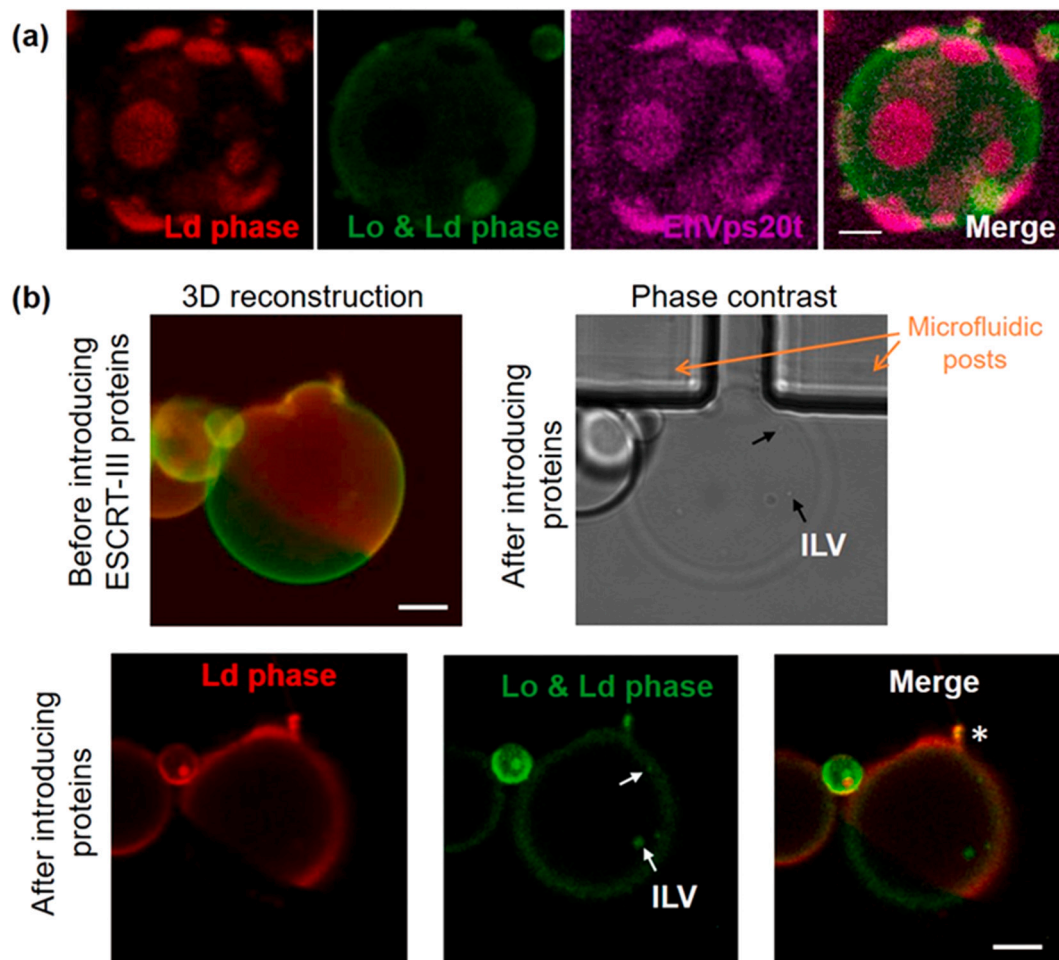 (a)
Ld phase
Lo & Ld phase
EhVps20t
Merge
(b)
3D reconstruction
Phase contrast
Before introducing
ESCRT-III proteins
After introducing
proteins
Microfluidic
posts
ILV
After introducing
proteins
Ld phase
Lo & Ld phase
ILV
Merge
*